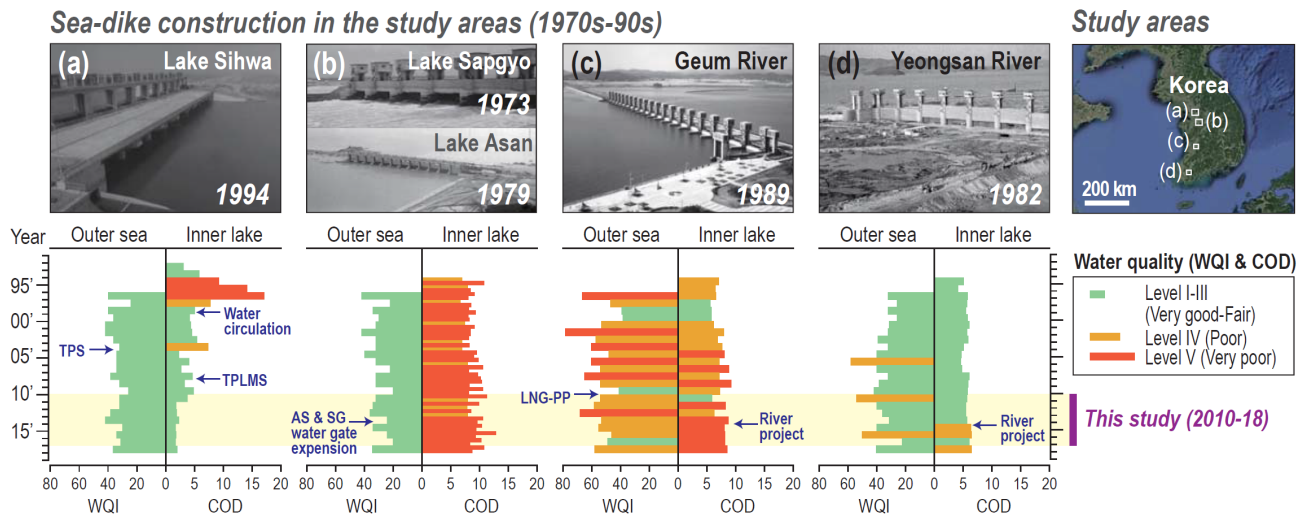 Sea-dike construction in the study areas (1970s-90s)
Study areas
(a)
Lake Sihwa
1994
(b)
Lake Sapgyo
1973
Lake Asan
1979
(c)
Geum River
1989
(d)
Yeongsan River
1982
Korea
(a)
(b)
(c)
(d)
200 km
Year
Outer sea
Inner lake
Outer sea
Inner lake
Outer sea
Inner lake
Outer sea
Inner lake
95'
00'
05'
10'
15'
Water
circulation
TPS
TPLMS
AS & SG
water gate
expension
LNG-PP
River
project
River
project
Water quality (WQI & COD)
Level I-III
(Very good-Fair)
Level IV (Poor)
Level V (Very poor)
This study (2010-18)
80 60 40 20 0 5 10 15 20
80 60 40 20 0 5 10 15 20
80 60 40 20 0 5 10 15 20
80 60 40 20 0 5 10 15 20
WQI
COD
WQI
COD
WQI
COD
WQI
COD